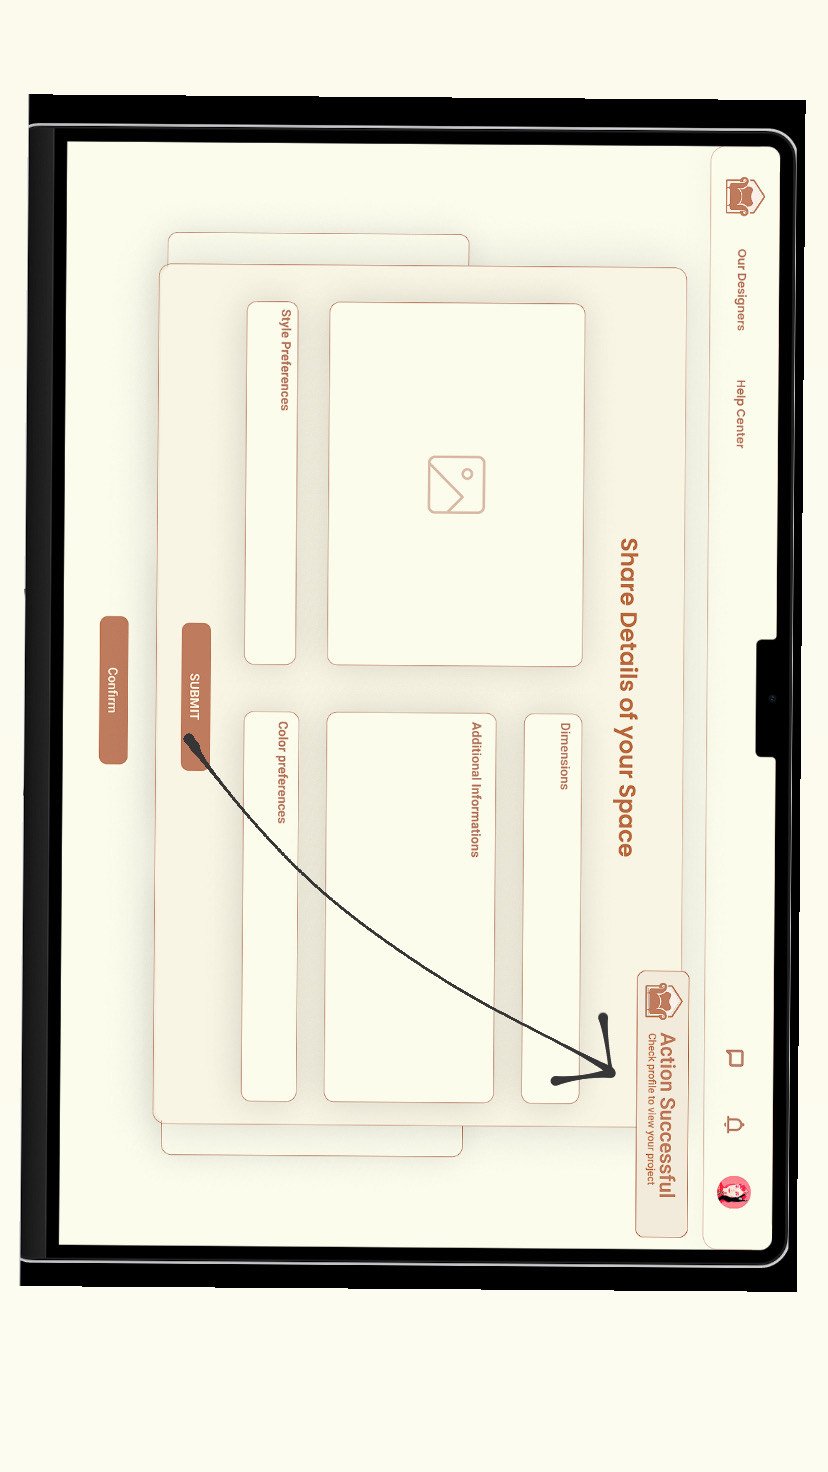 Our Designers
Help Center
Action Successful
Check profile to view your project
Share Details of your Space
Dimensions
Additional Informations
Style Preferences
Color preferences
SUBMIT
Confirm